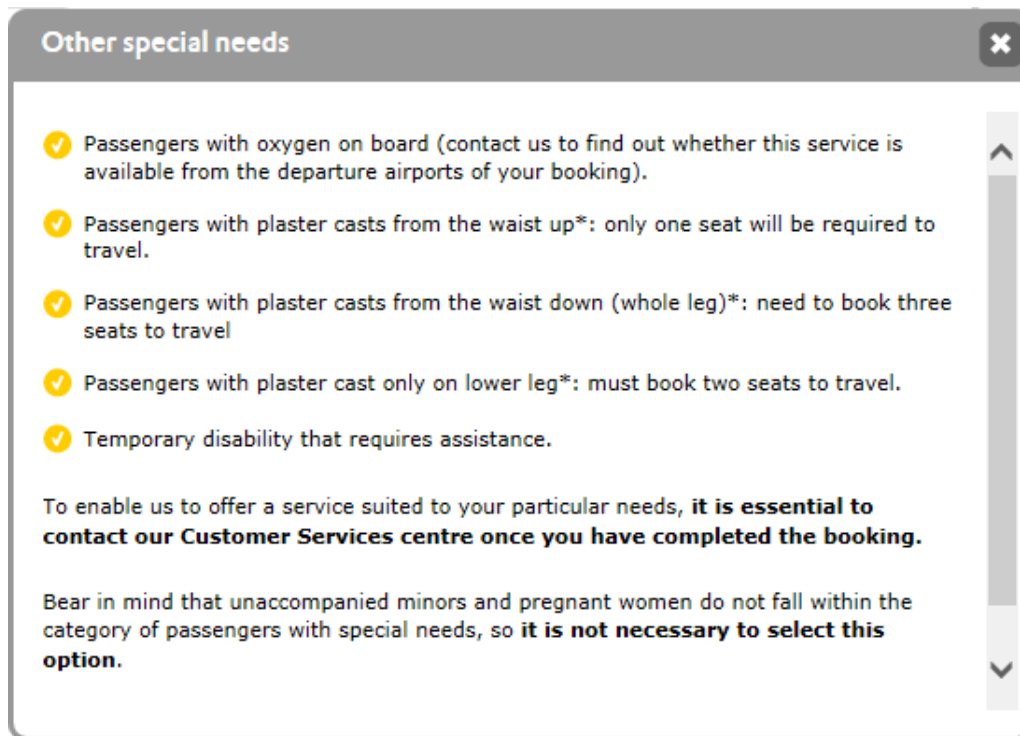 Other special needs
Passengers with oxygen on board (contact us to find out whether this service is
available from the departure airports of your booking).
Passengers with plaster casts from the waist up*: only one seat will be required to
travel.
Passengers with plaster casts from the waist down (whole leg)*: need to book three
seats to travel
Passengers with plaster cast only on lower leg*: must book two seats to travel.
Temporary disability that requires assistance.
To enable us to offer a service suited to your particular needs, it is essential to
contact our Customer Services centre once you have completed the booking.
Bear in mind that unaccompanied minors and pregnant women do not fall within the
category of passengers with special needs, so it is not necessary to select this
option.